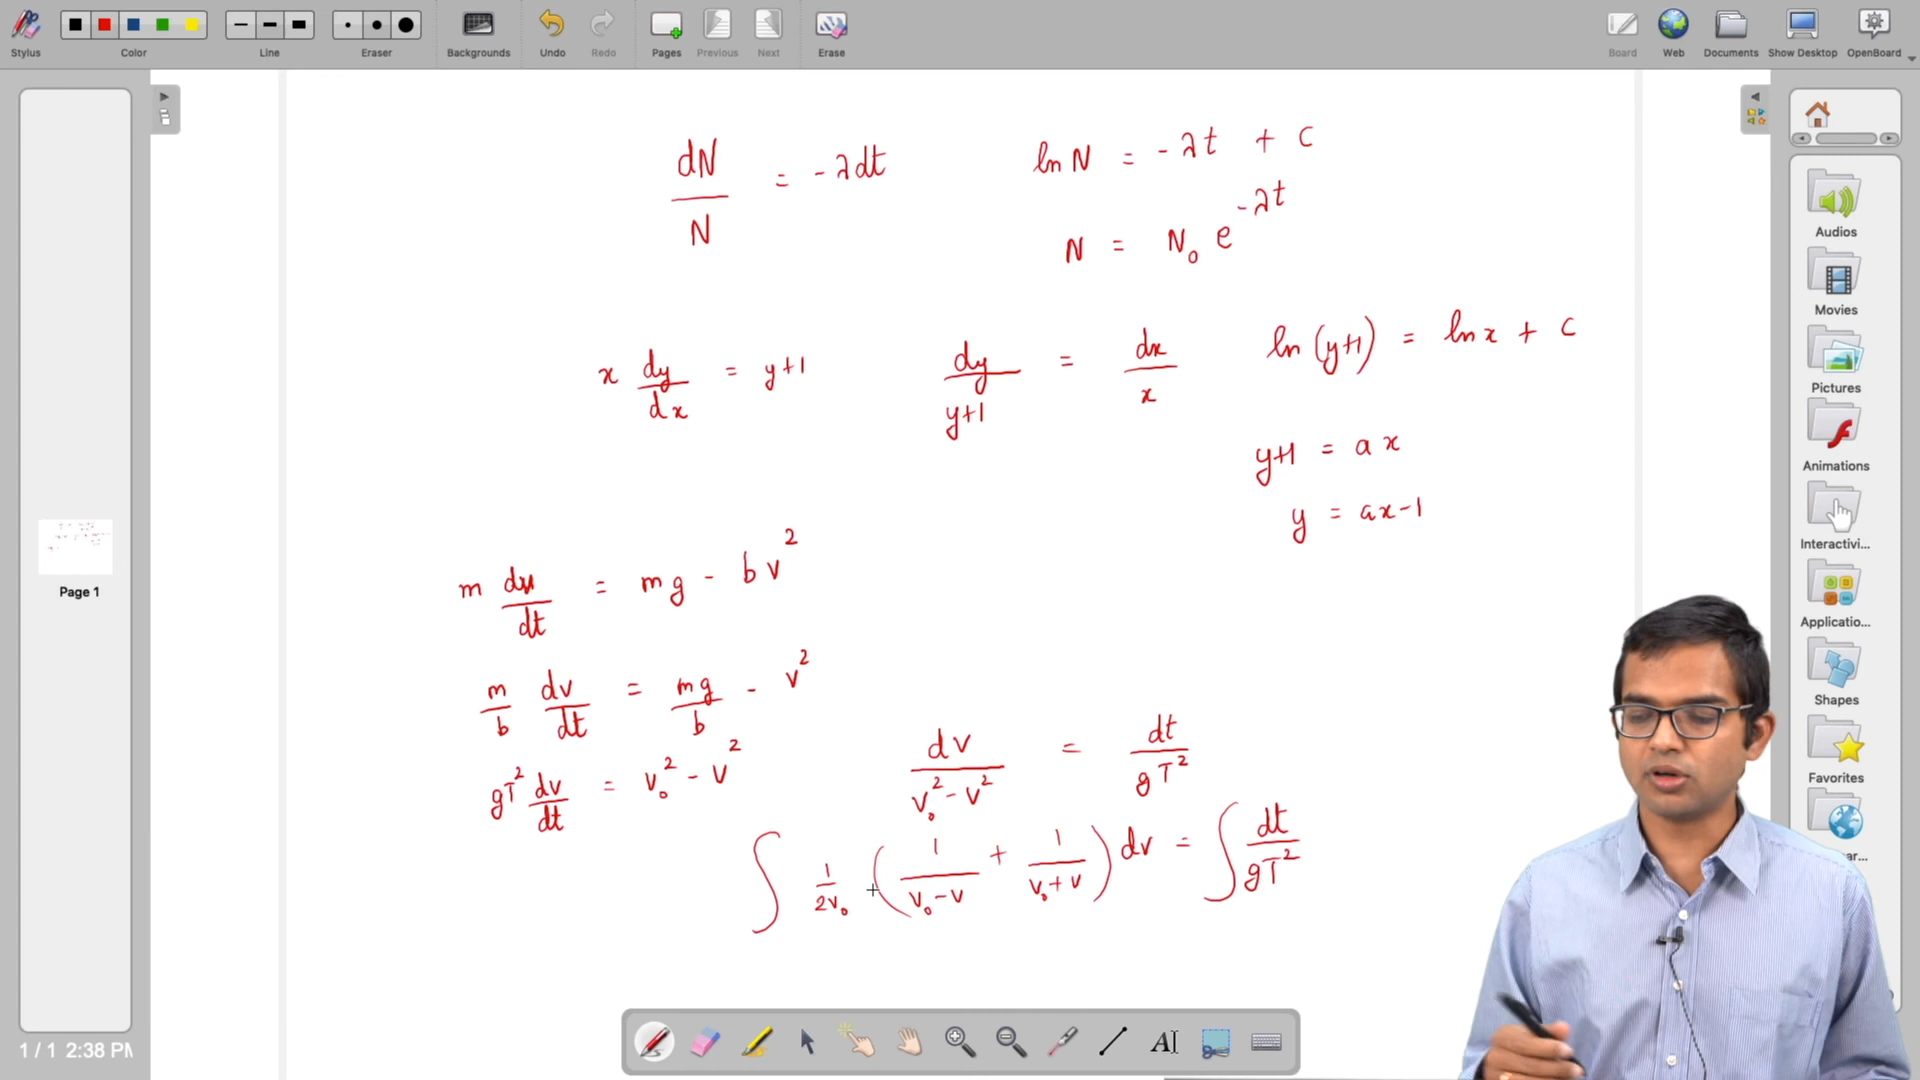 Stylus Color Line Eraser Backgrounds Undo Redo Pages Previous Next Erase Board Web Documents Show Desktop OpenBoard
dN/N = -λdt
ln N = -λt + C
N = N₀ e^{-λt}
x dy/dx = y+1
dy/y+1 = dx/x
ln (y+1) = ln x + C
y+1 = ax
y = ax-1
m dv/dt = mg - bv²
m/b dv/dt = mg/b - v²
gT² dv/dt = v₀² - v²
dv/v₀² - v² = dt/gT²
∫ 1/2v₀ (1/v₀-v + 1/v₀+v) dv = ∫ dt/gT²
Page 1
1 / 1 2:38 PM
Audios
Movies
Pictures
Animations
Interactivi...
Applicatio...
Shapes
Favorites
AI